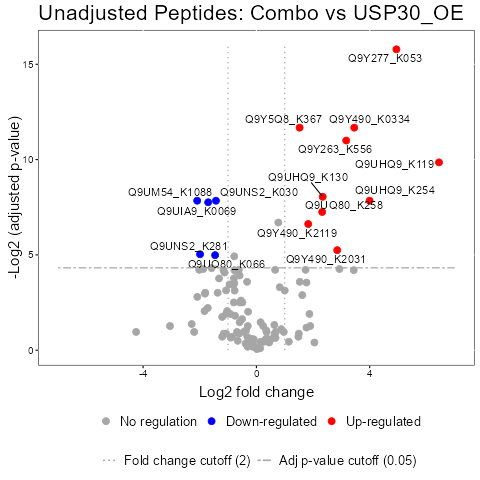 Unadjusted Peptides: Combo vs USP30_OE
-Log2 (adjusted p-value)
15
10
5
0
Q9Y277_K053
Q9Y5Q8_K367
Q9Y490_K0334
Q9Y263_K556
Q9UHQ9_K119
Q9UHQ9_K130
Q9UHQ9_K254
Q9UM54_K1088
Q9UNS2_K030
Q9UIA9_K0069
Q9UQ80_K258
Q9Y490_K2119
Q9UNS2_K281
Q9UQ80_K066
Q9Y490_K2031
-4
0
4
Log2 fold change
No regulation
Down-regulated
Up-regulated
Fold change cutoff (2)
Adj p-value cutoff (0.05)